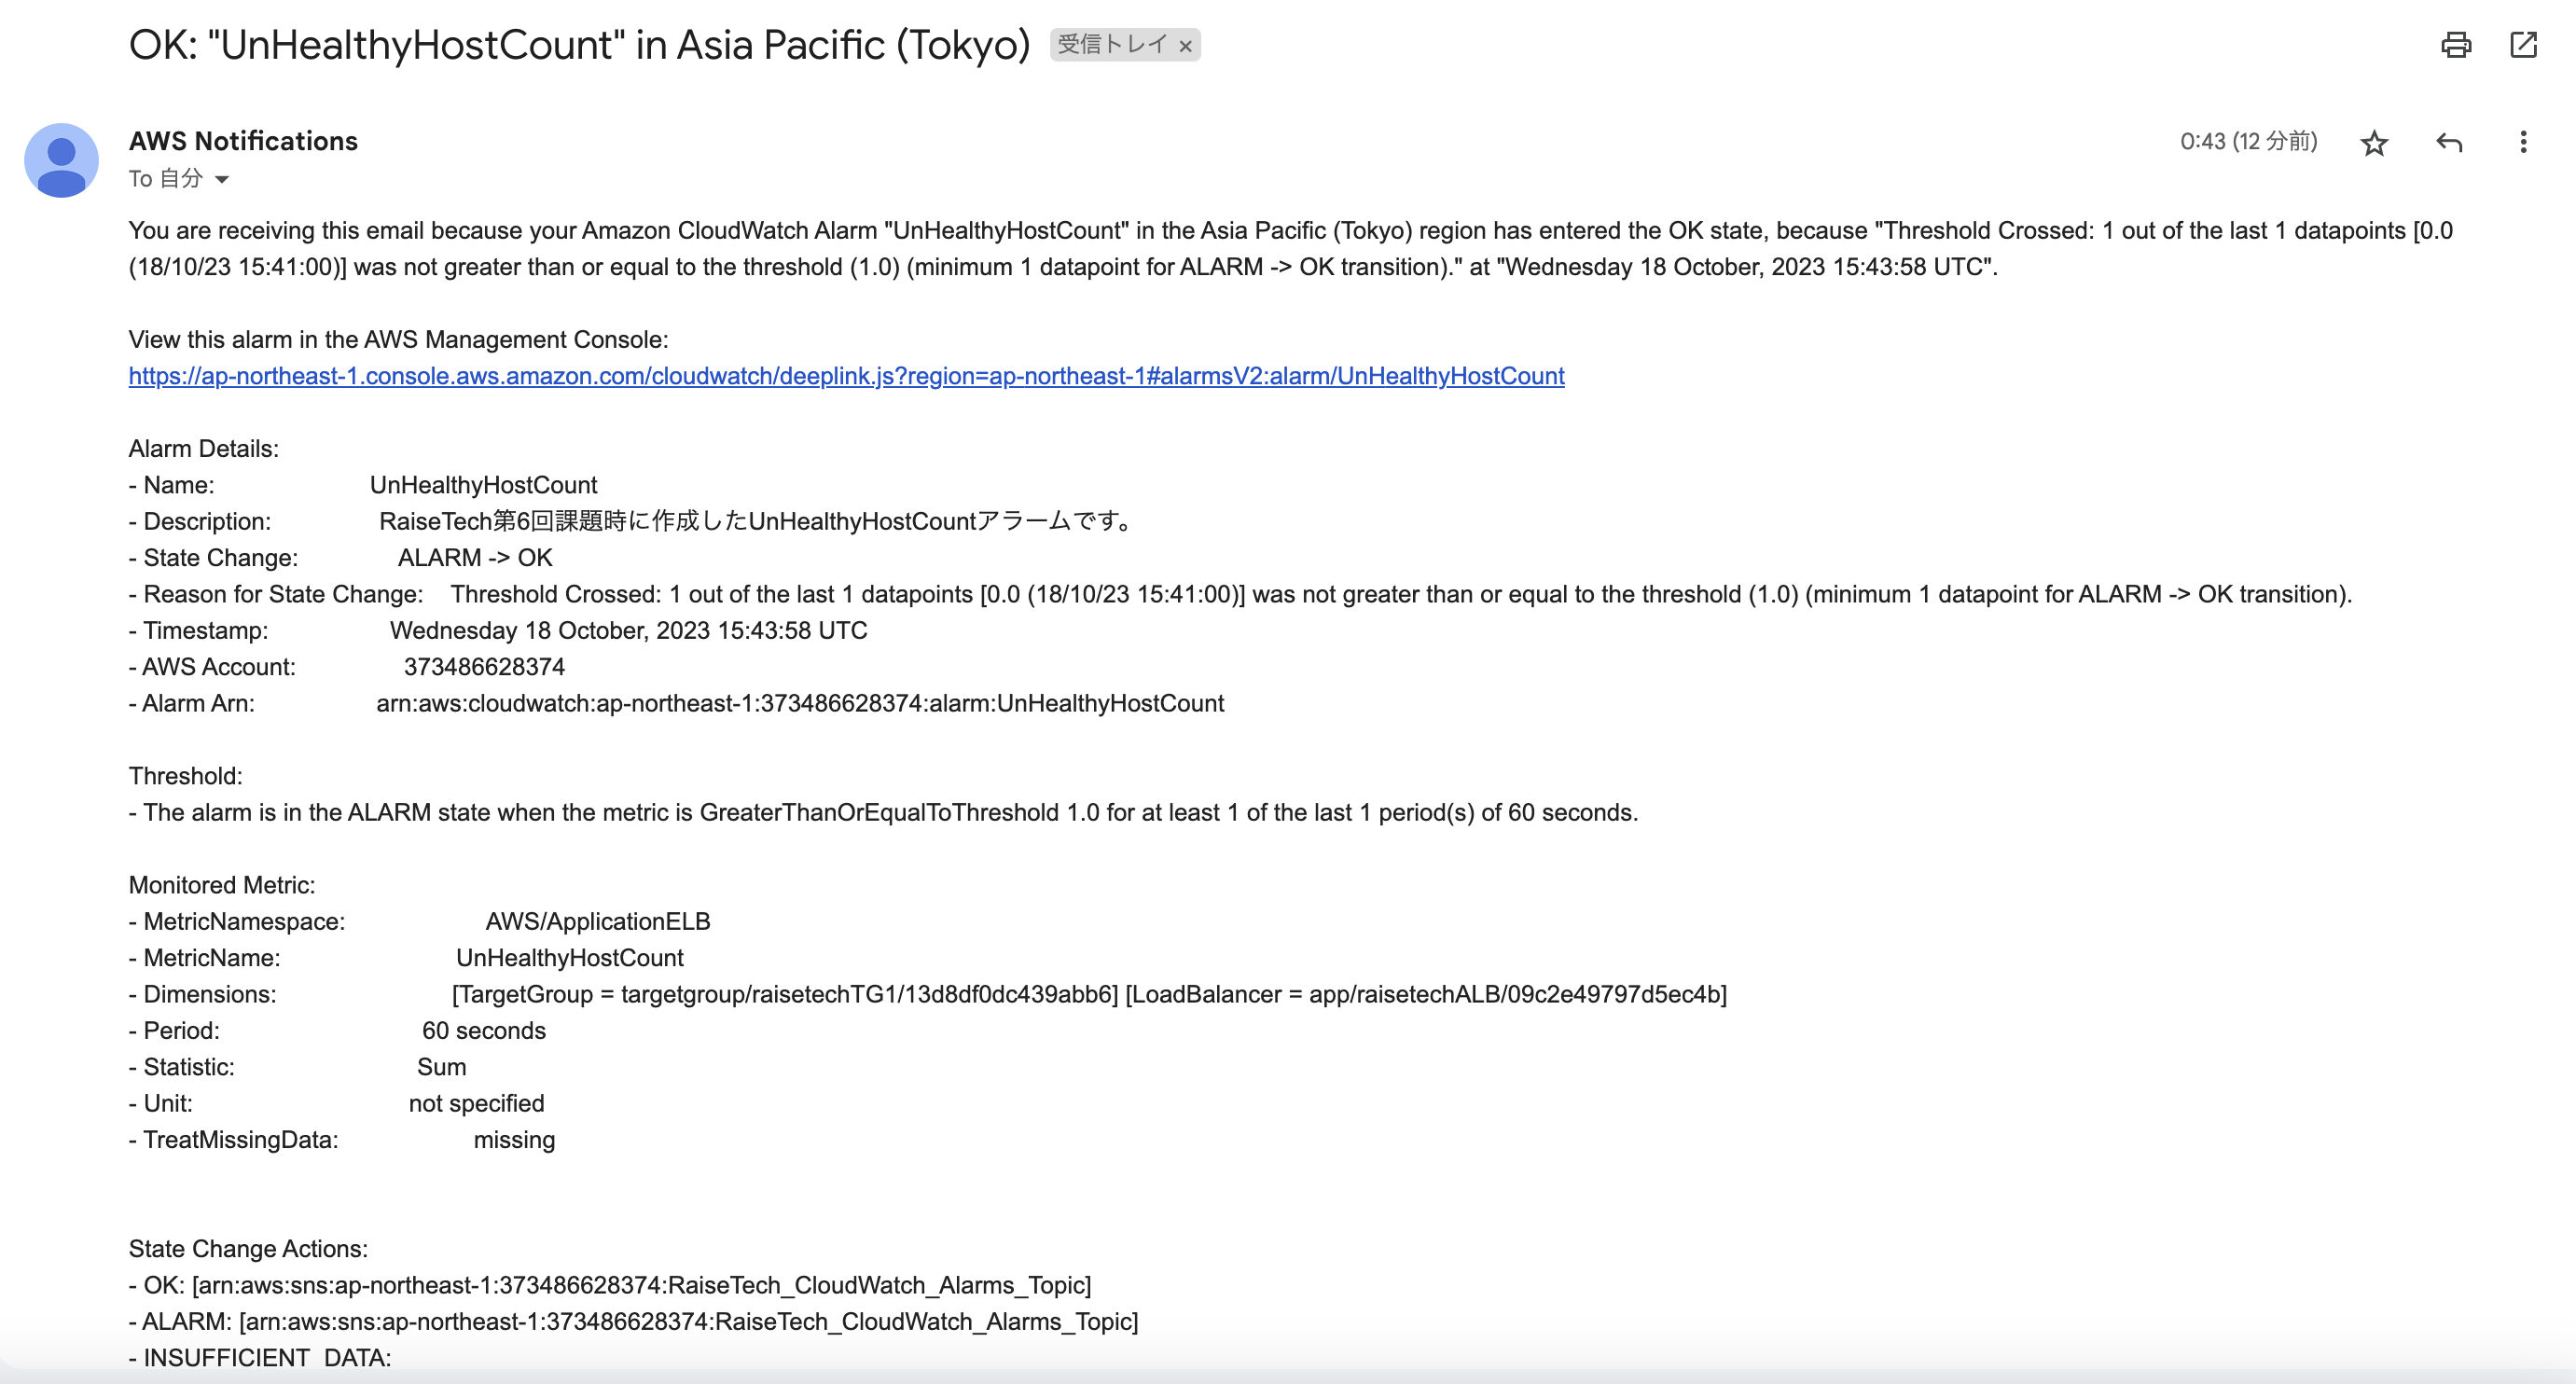 OK: "UnHealthyHostCount" in Asia Pacific (Tokyo) 受信トレイ ×
AWS Notifications 0:43 (12 分前)
To 自分
You are receiving this email because your Amazon CloudWatch Alarm "UnHealthyHostCount" in the Asia Pacific (Tokyo) region has entered the OK state, because "Threshold Crossed: 1 out of the last 1 datapoints [0.0
(18/10/23 15:41:00)] was not greater than or equal to the threshold (1.0) (minimum 1 datapoint for ALARM -> OK transition)." at "Wednesday 18 October, 2023 15:43:58 UTC".
View this alarm in the AWS Management Console:
https://ap-northeast-1.console.aws.amazon.com/cloudwatch/deeplink.js?region=ap-northeast-1#alarmsV2:alarm/UnHealthyHostCount
Alarm Details:
- Name: UnHealthyHostCount
- Description: RaiseTech第6回課題時に作成したUnHealthyHostCountアラームです。
- State Change: ALARM -> OK
- Reason for State Change: Threshold Crossed: 1 out of the last 1 datapoints [0.0 (18/10/23 15:41:00)] was not greater than or equal to the threshold (1.0) (minimum 1 datapoint for ALARM -> OK transition).
- Timestamp: Wednesday 18 October, 2023 15:43:58 UTC
- AWS Account: 373486628374
- Alarm Arn: arn:aws:cloudwatch:ap-northeast-1:373486628374:alarm:UnHealthyHostCount
Threshold:
- The alarm is in the ALARM state when the metric is GreaterThanOrEqualToThreshold 1.0 for at least 1 of the last 1 period(s) of 60 seconds.
Monitored Metric:
- MetricNamespace: AWS/ApplicationELB
- MetricName: UnHealthyHostCount
- Dimensions: [TargetGroup = targetgroup/raisetechTG1/13d8df0dc439abb6] [LoadBalancer = app/raisetechALB/09c2e49797d5ec4b]
- Period: 60 seconds
- Statistic: Sum
- Unit: not specified
- TreatMissingData: missing
State Change Actions:
- OK: [arn:aws:sns:ap-northeast-1:373486628374:RaiseTech_CloudWatch_Alarms_Topic]
- ALARM: [arn:aws:sns:ap-northeast-1:373486628374:RaiseTech_CloudWatch_Alarms_Topic]
- INSUFFICIENT_DATA: